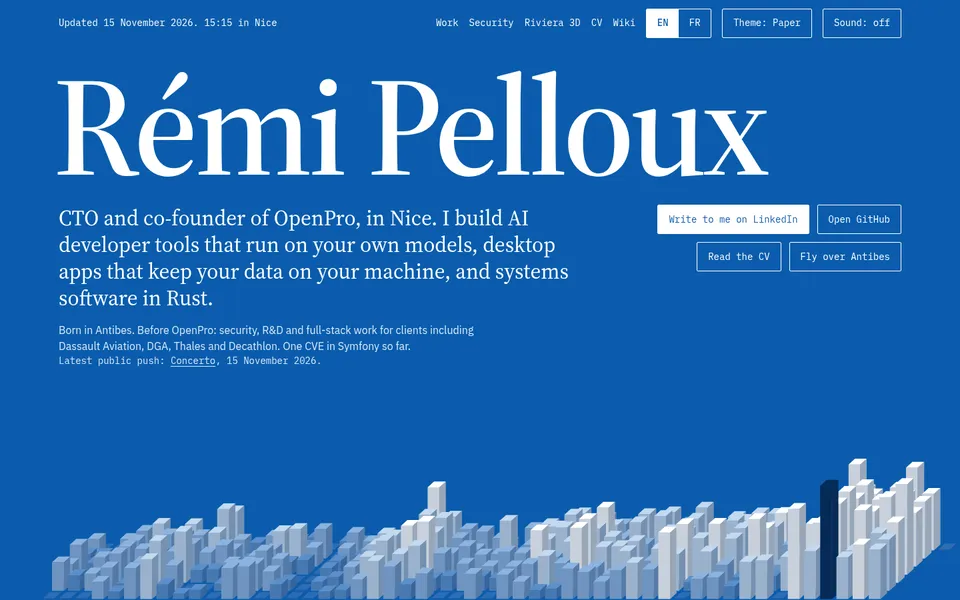 Updated 15 November 2026. 15:15 in Nice
Work Security Riviera 3D CV Wiki EN FR Theme: Paper Sound: off
Rémi Pelloux
CTO and co-founder of OpenPro, in Nice. I build AI
developer tools that run on your own models, desktop
apps that keep your data on your machine, and systems
software in Rust.
Write to me on LinkedIn Open GitHub
Read the CV Fly over Antibes
Born in Antibes. Before OpenPro: security, R&D and full-stack work for clients including
Dassault Aviation, DGA, Thales and Decathlon. One CVE in Symfony so far.
Latest public push: Concerto, 15 November 2026.